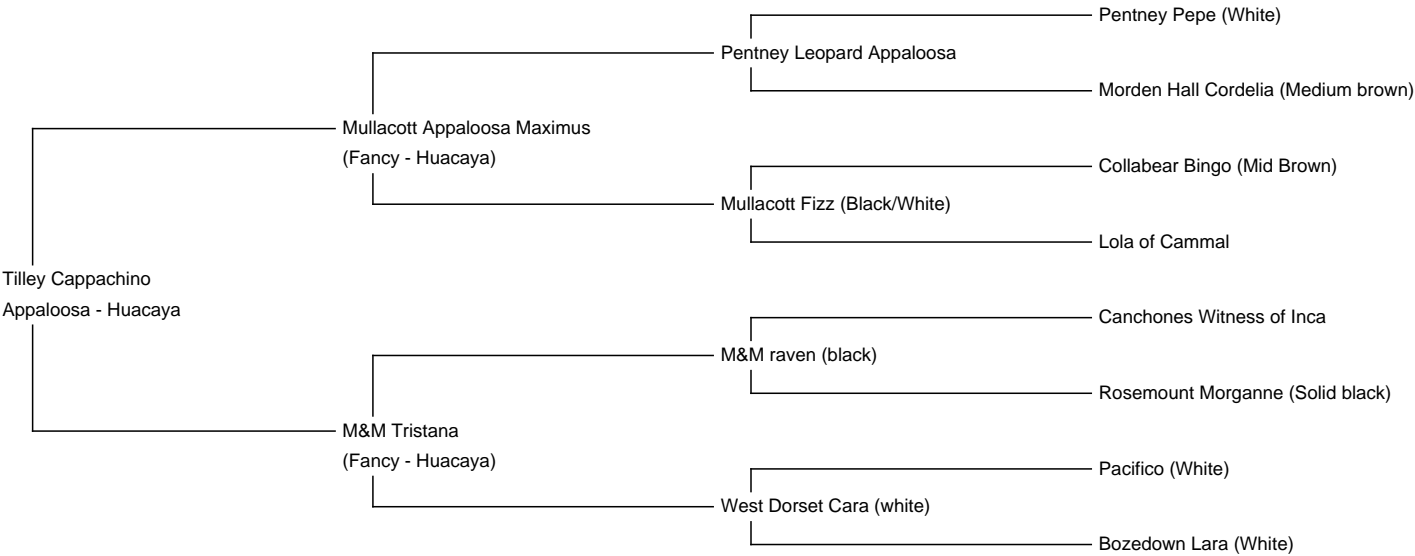 Pentney Pepe (White)
Pentney Leopard Appaloosa
Morden Hall Cordelia (Medium brown)
Mullacott Appaloosa Maximus
(Fancy - Huacaya)
Collabear Bingo (Mid Brown)
Mullacott Fizz (Black/White)
Lola of Cammal
Tilley Cappachino
Appaloosa - Huacaya
Canchones Witness of Inca
M&M raven (black)
Rosemount Morganne (Solid black)
M&M Tristana
(Fancy - Huacaya)
Pacifico (White)
West Dorset Cara (white)
Bozedown Lara (White)